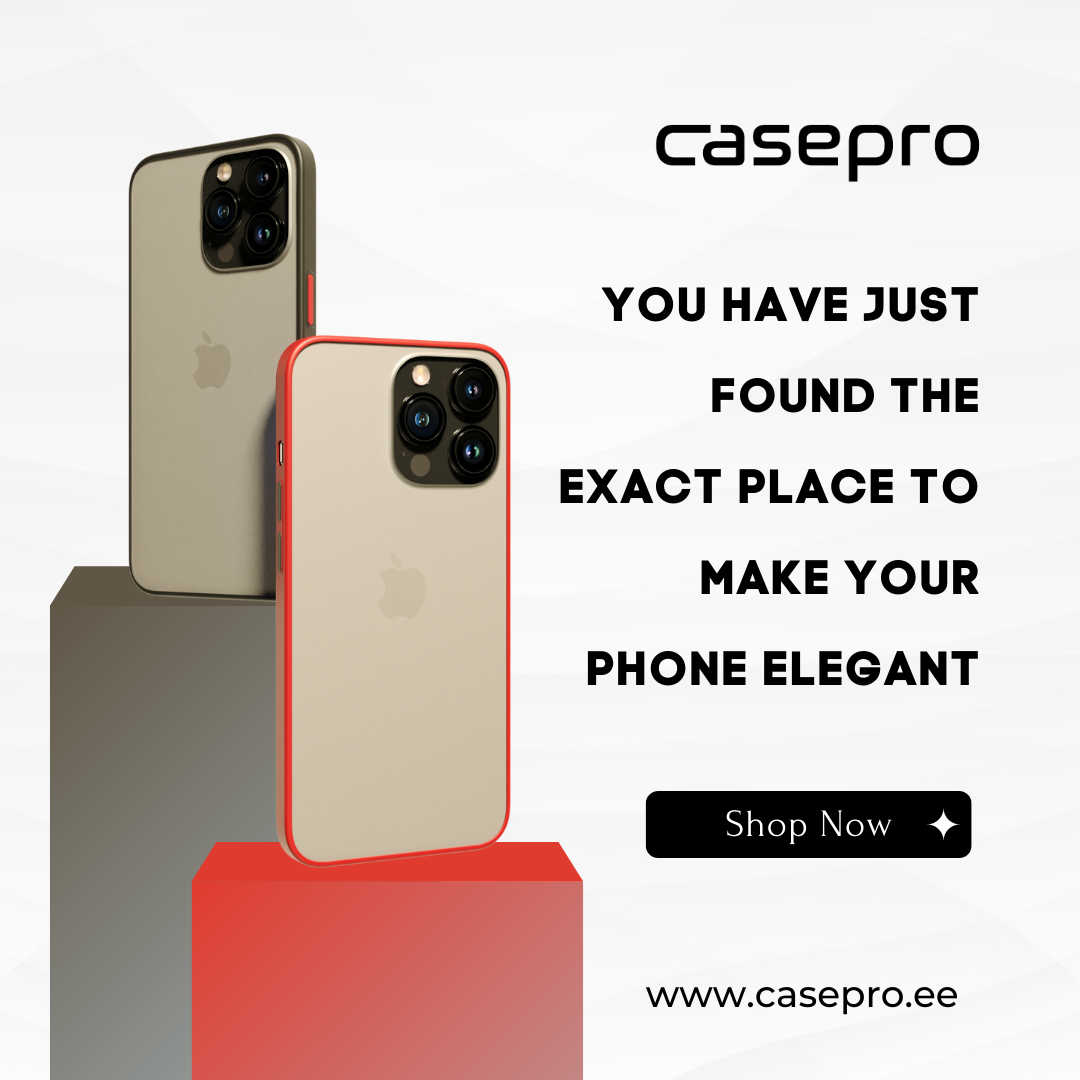 casepro
YOU HAVE JUST
FOUND THE
EXACT PLACE TO
MAKE YOUR
PHONE ELEGANT
Shop Now
www.casepro.ee